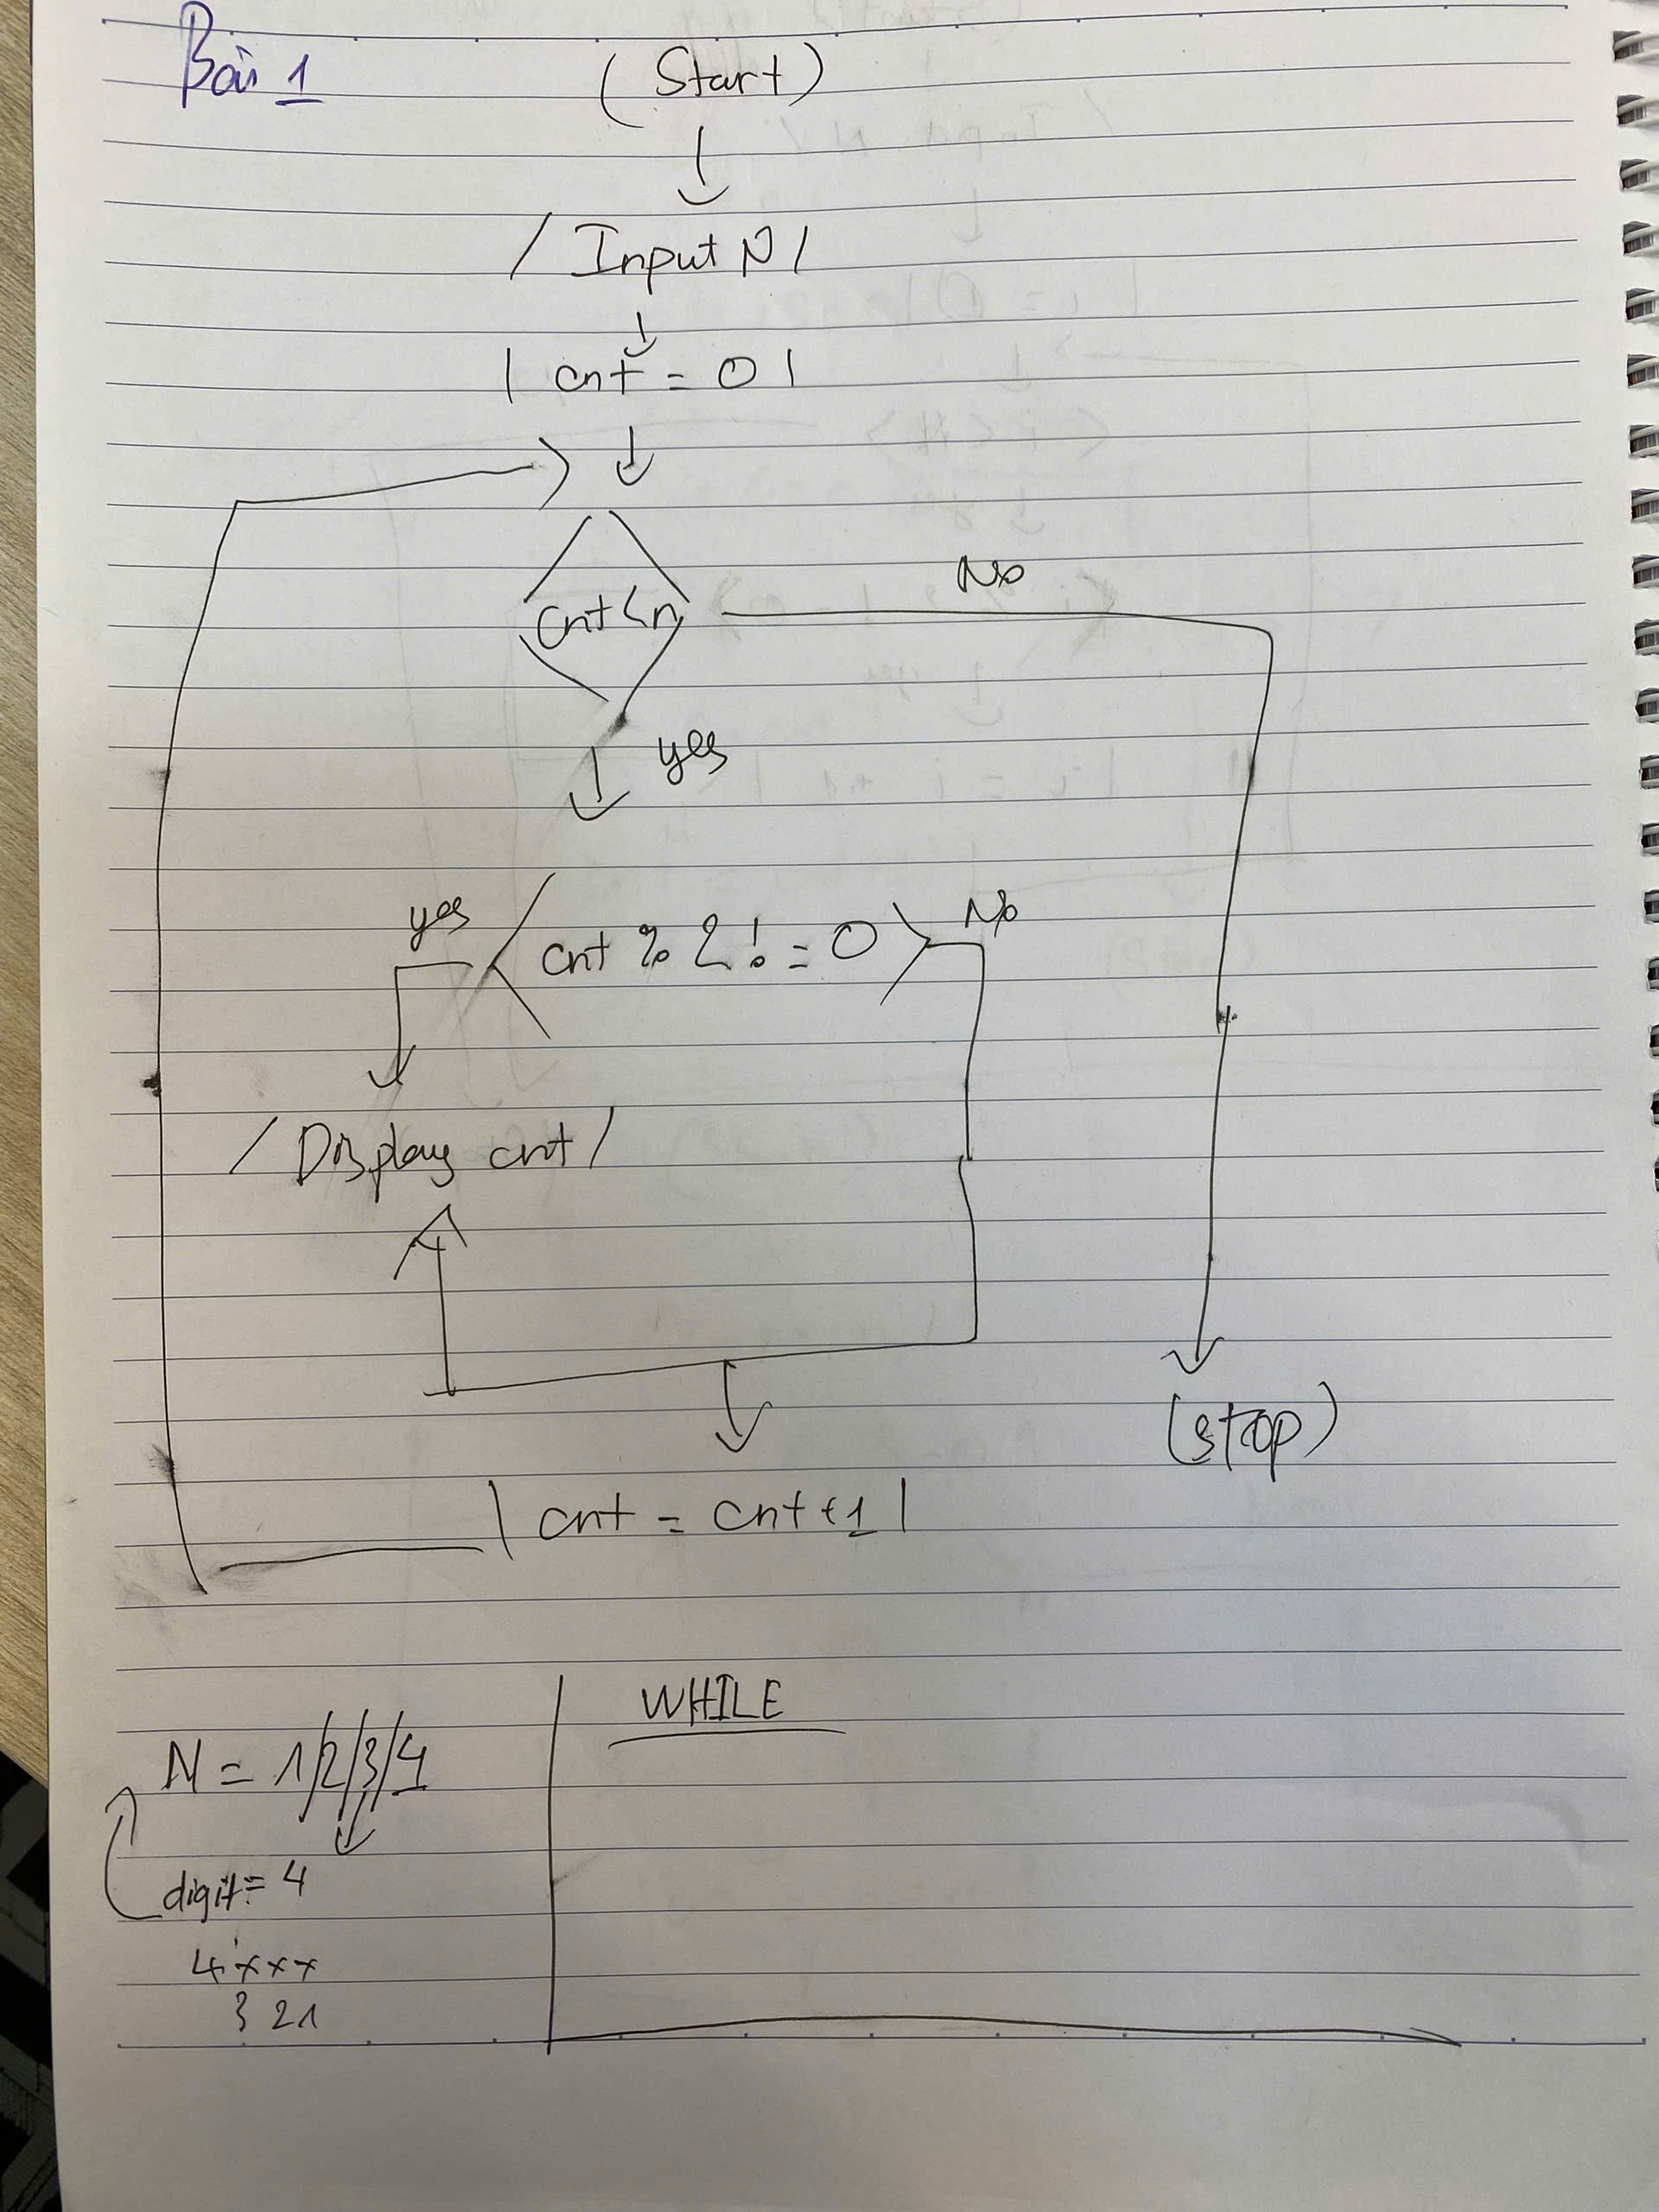 Bài 1
(Start)
/ Input N /
| cnt = 0 |
cnt < n
No
yes
yes
cnt % 2 != 0
No
/ Display cnt /
(stop)
| cnt = cnt + 1 |
WHILE
N = 1/2/3/4
digit = 4
4 x x x
3 2 1